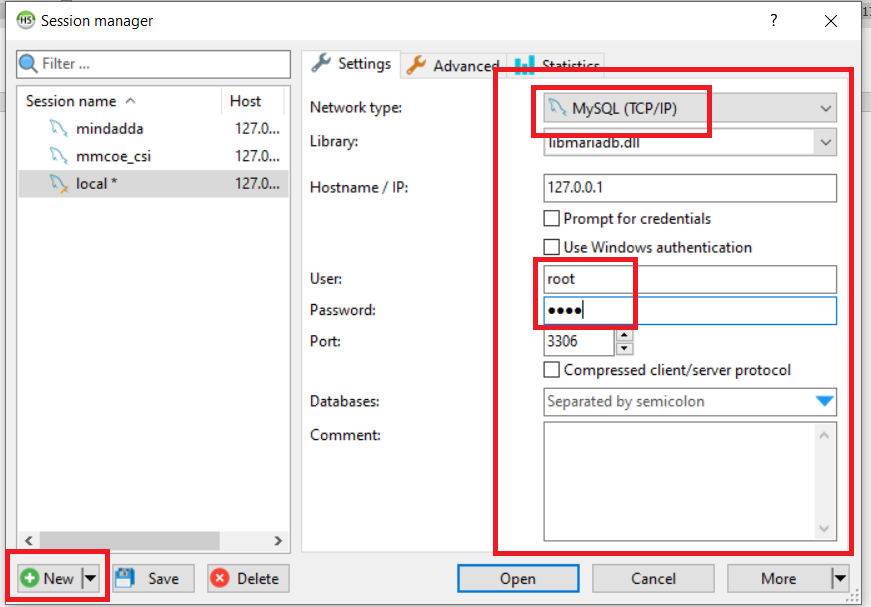 HS Session manager ?
Filter ...
Session name Host
mindadda 127.0...
mmcoe_csi 127.0...
local * 127.0...
New Save Delete
Settings Advanced Statistics
Network type: MySQL (TCP/IP)
Library: libmariadb.dll
Hostname / IP: 127.0.0.1
Prompt for credentials
Use Windows authentication
User: root
Password: ●●●●
Port: 3306
Compressed client/server protocol
Databases: Separated by semicolon
Comment:
Open Cancel More